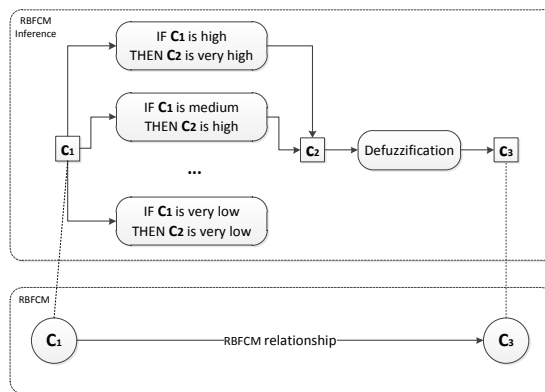 RBFCM
Inference
IF C1 is high
THEN C2 is very high
IF C1 is medium
THEN C2 is high
C1
C2
Defuzzification
C3
...
IF C1 is very low
THEN C2 is very low
RBFCM
C1
RBFCM relationship
C3